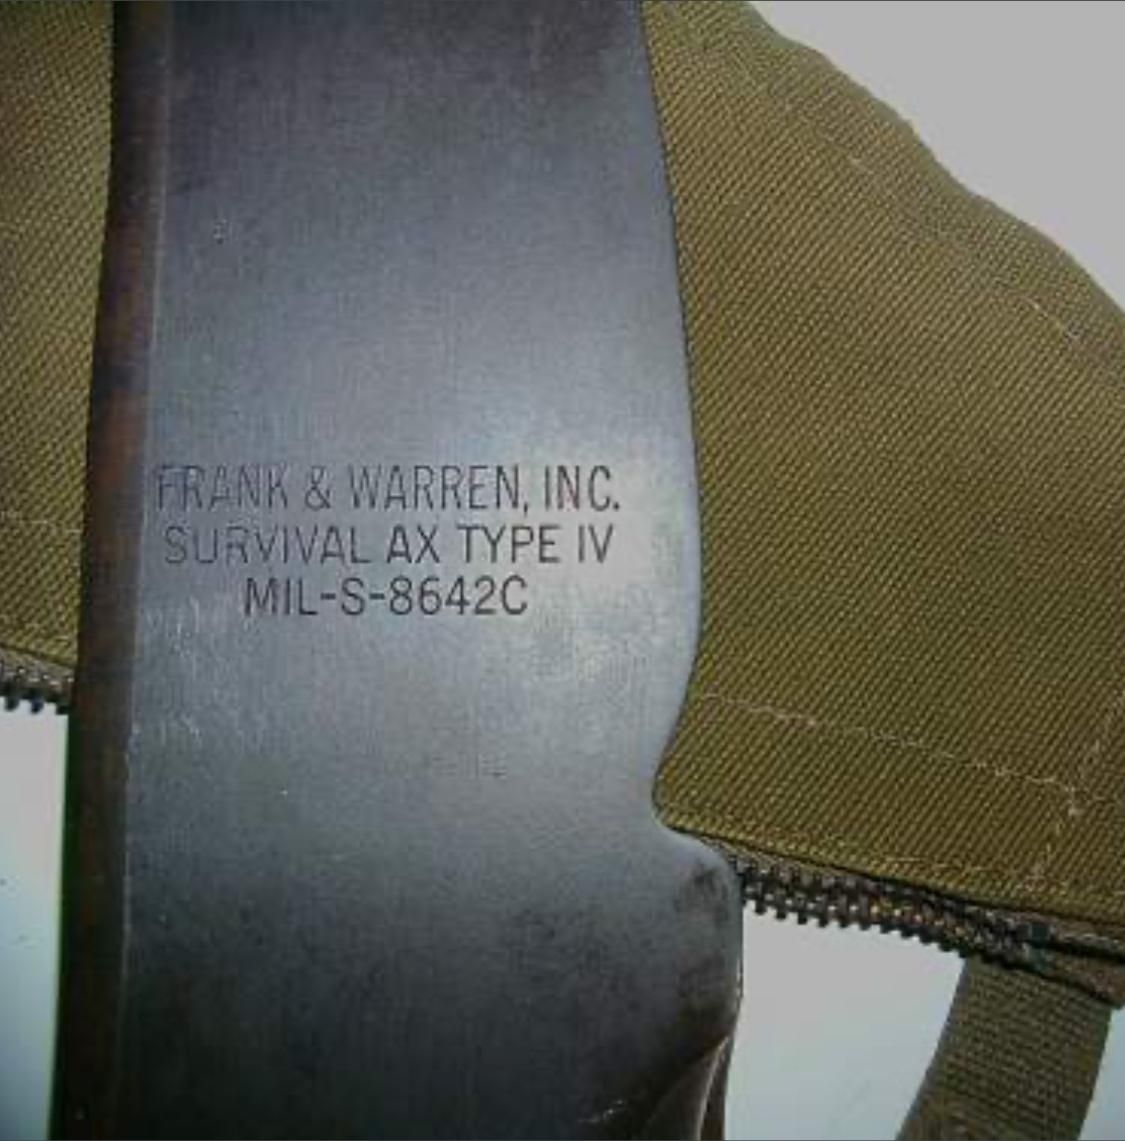 FRANK & WARREN, INC.
SURVIVAL AX TYPE IV
MIL-S-8642C